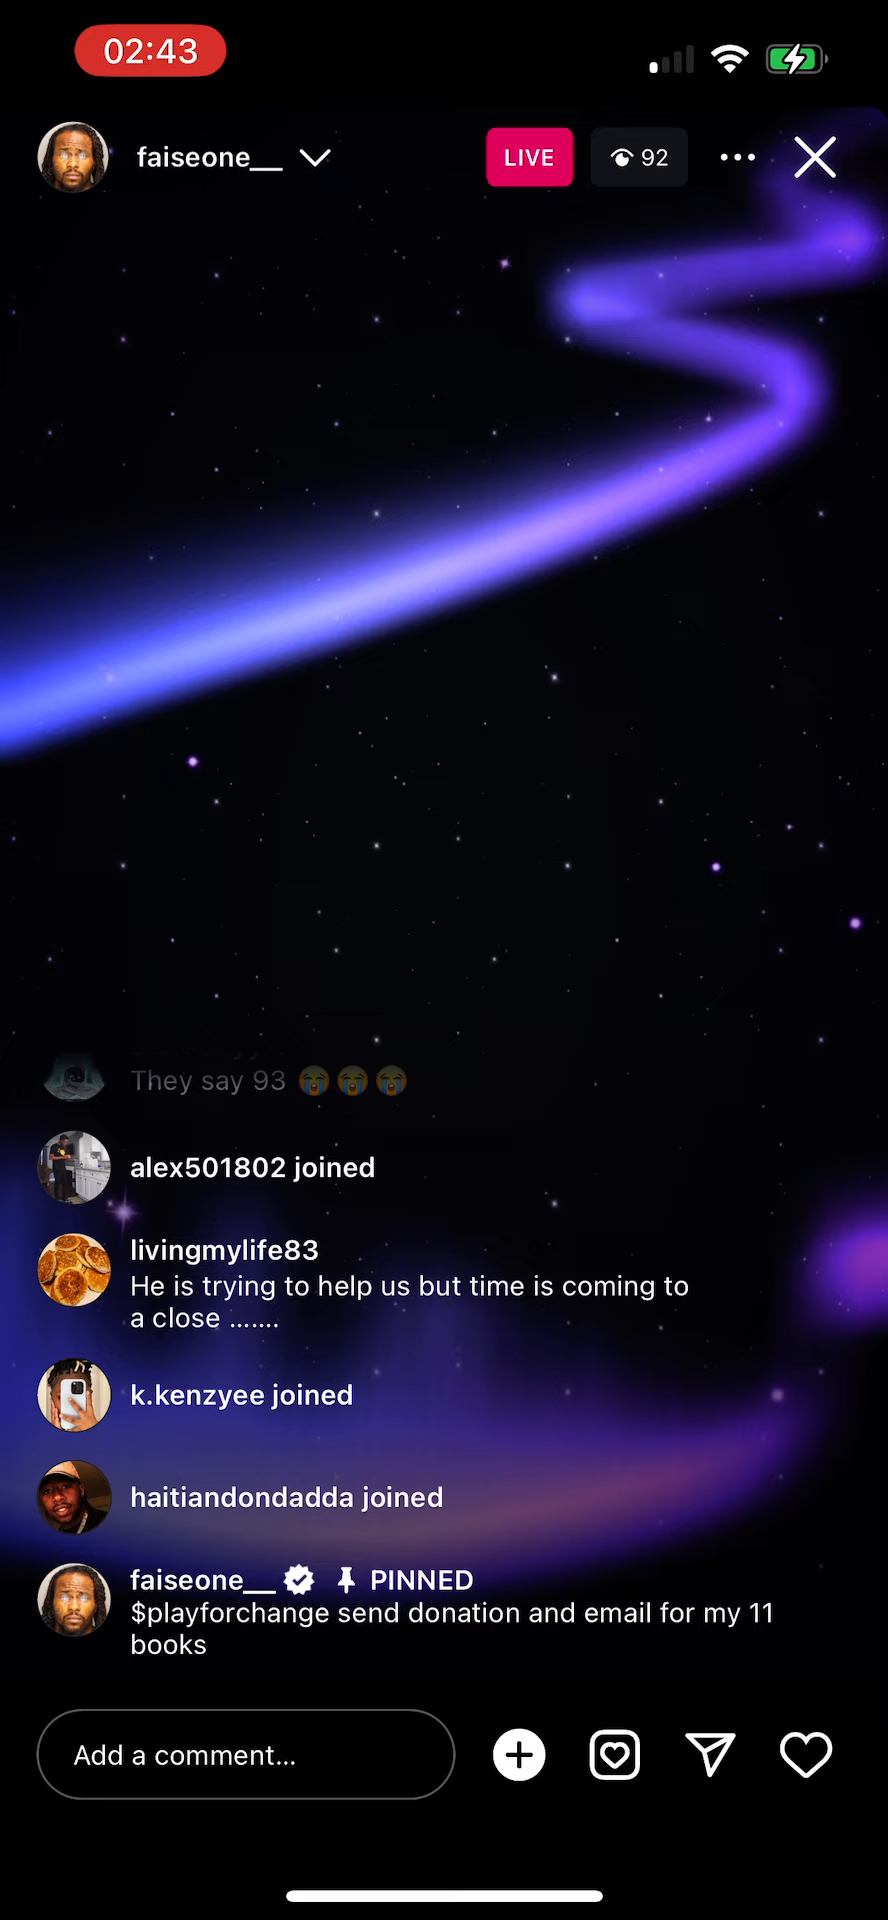 02:43
faiseone__
LIVE
92
They say 93 😭😭😭
alex501802 joined
livingmylife83
He is trying to help us but time is coming to
a close .......
k.kenzyee joined
haitiandondadda joined
faiseone__ PINNED
$playforchange send donation and email for my 11
books
Add a comment...